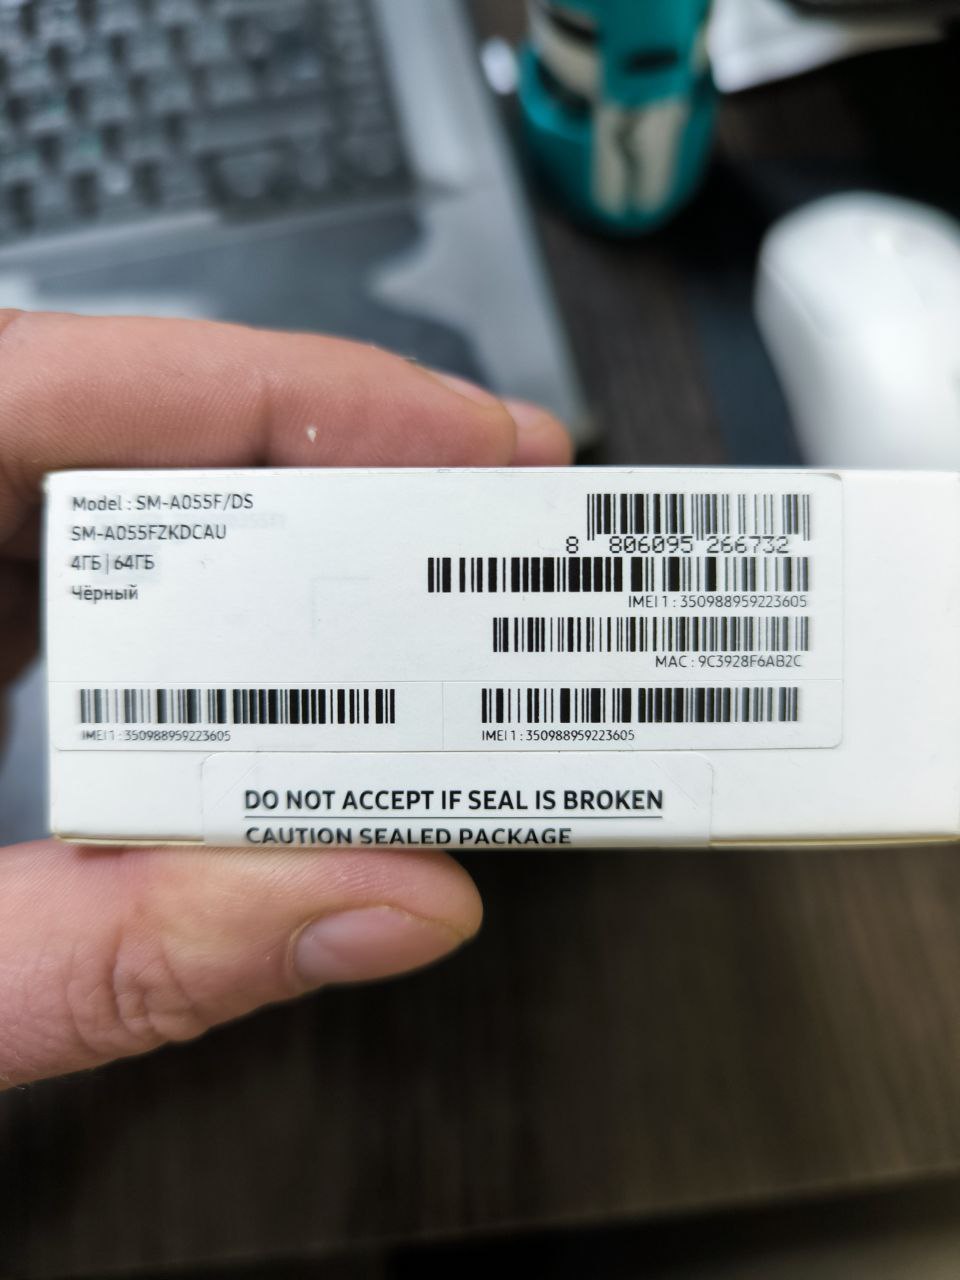 Model : SM-A055F/DS
SM-A055FZKDCAU
4ГБ | 64ГБ
Чёрный
8 806095 266732
IMEI 1 : 350988959223605
MAC : 9C3928F6AB2C
IMEI 1 : 350988959223605
IMEI 1 : 350988959223605
DO NOT ACCEPT IF SEAL IS BROKEN
CAUTION SEALED PACKAGE